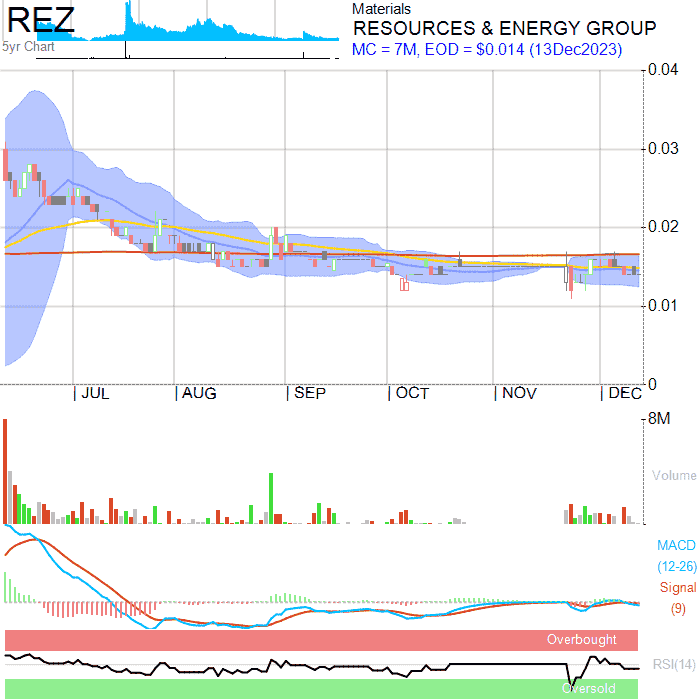 REZ
5yr Chart
Materials
RESOURCES & ENERGY GROUP
MC = 7M, EOD = $0.014 (13Dec2023)
0.04
0.03
0.02
0.01
0
JUL AUG SEP OCT NOV DEC
8M
Volume
MACD
(12-26)
Signal
(9)
Overbought
RSI(14)
Oversold